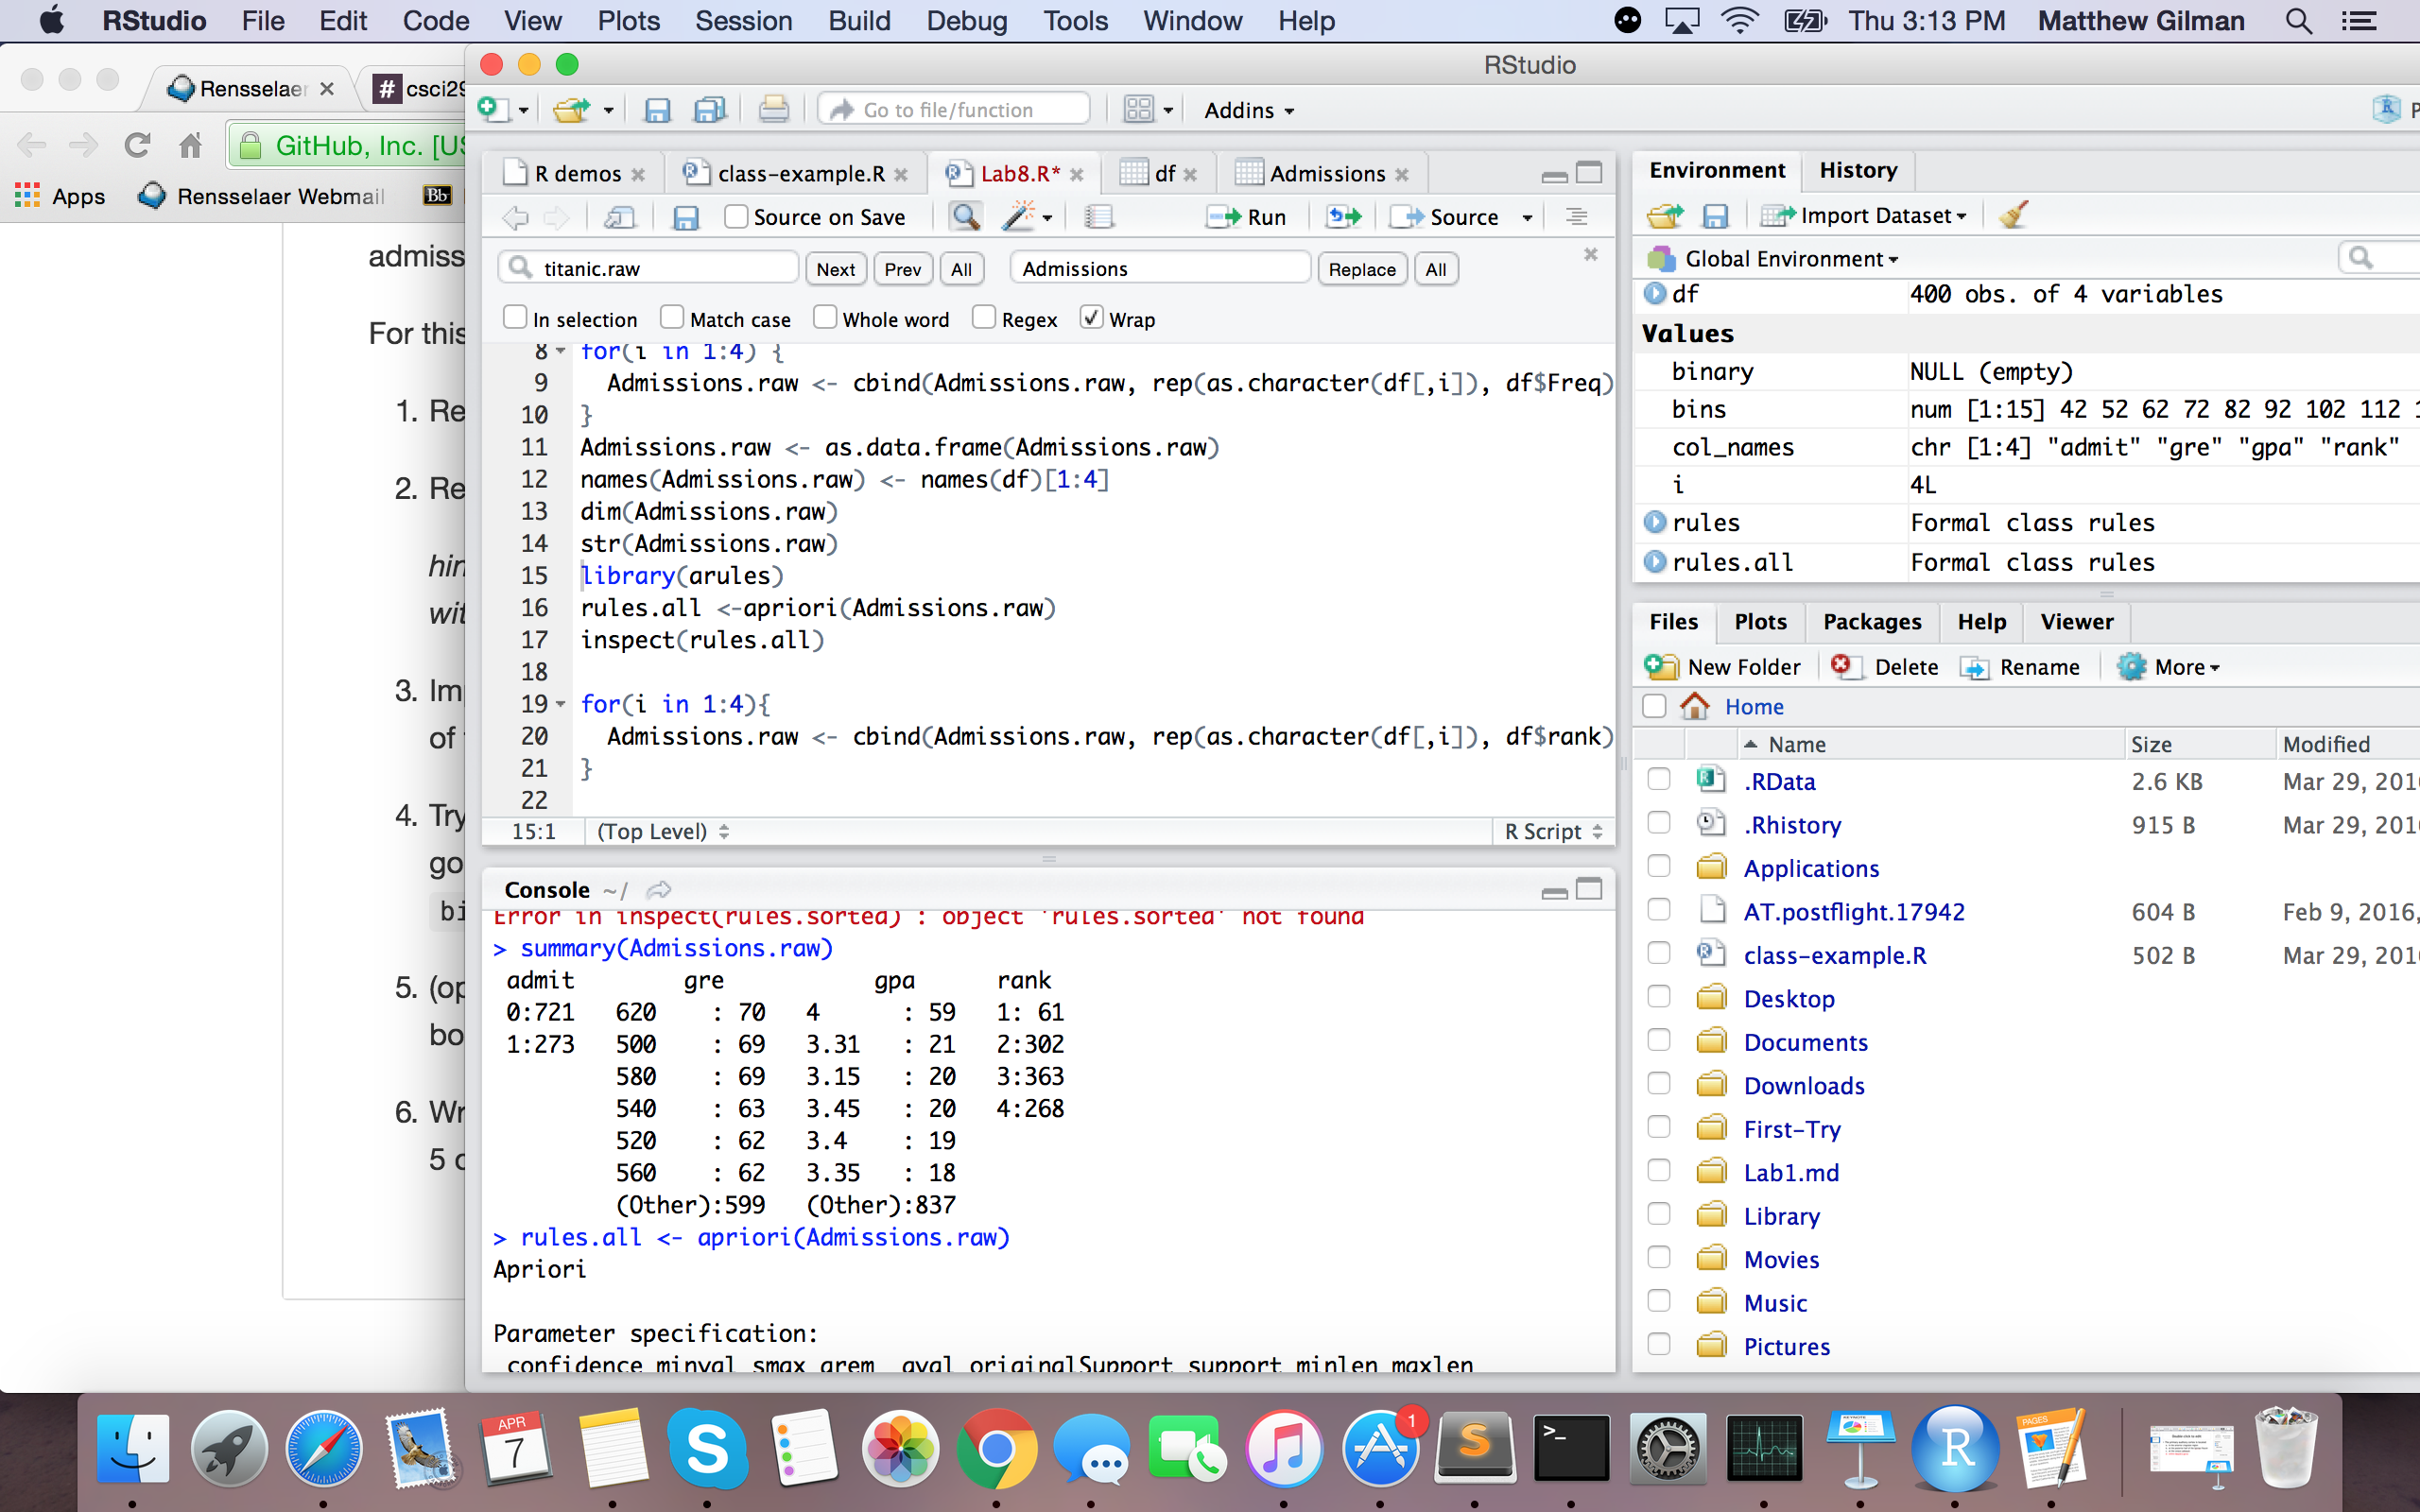 RStudio File Edit Code View Plots Session Build Debug Tools Window Help Thu 3:13 PM Matthew Gilman
Rensselaer
# csci29
GitHub, Inc. [US
Apps Rensselaer Webmail Bb
admiss
For this
1. Re
2. Re
hin
wit
3. Im
of
4. Try
go
bi
5. (op
bo
6. Wr
5 o
RStudio
Go to file/function Addins
R demos class-example.R Lab8.R* df Admissions
Source on Save Run Source
titanic.raw Next Prev All Admissions Replace All
In selection Match case Whole word Regex Wrap
8 for(i in 1:4) {
9 Admissions.raw <- cbind(Admissions.raw, rep(as.character(df[,i]), df$Freq)
10 }
11 Admissions.raw <- as.data.frame(Admissions.raw)
12 names(Admissions.raw) <- names(df)[1:4]
13 dim(Admissions.raw)
14 str(Admissions.raw)
15 library(arules)
16 rules.all <-apriori(Admissions.raw)
17 inspect(rules.all)
18
19 for(i in 1:4){
20 Admissions.raw <- cbind(Admissions.raw, rep(as.character(df[,i]), df$rank)
21 }
22
15:1 (Top Level) R Script
Console ~/
Error in inspect(rules.sorted) : object 'rules.sorted' not found
> summary(Admissions.raw)
admit gre gpa rank
0:721 620 : 70 4 : 59 1: 61
1:273 500 : 69 3.31 : 21 2:302
580 : 69 3.15 : 20 3:363
540 : 63 3.45 : 20 4:268
520 : 62 3.4 : 19
560 : 62 3.35 : 18
(Other):599 (Other):837
> rules.all <- apriori(Admissions.raw)
Apriori
Parameter specification:
confidence minval smax arem aval originalSupport support minlen maxlen
Environment History
Import Dataset
Global Environment
df 400 obs. of 4 variables
Values
binary NULL (empty)
bins num [1:15] 42 52 62 72 82 92 102 112 1
col_names chr [1:4] "admit" "gre" "gpa" "rank"
i 4L
rules Formal class rules
rules.all Formal class rules
Files Plots Packages Help Viewer
New Folder Delete Rename More
Home
Name Size Modified
.RData 2.6 KB Mar 29, 201
.Rhistory 915 B Mar 29, 201
Applications
AT.postflight.17942 604 B Feb 9, 2016,
class-example.R 502 B Mar 29, 201
Desktop
Documents
Downloads
First-Try
Lab1.md
Library
Movies
Music
Pictures
APR
7
1
PAGES